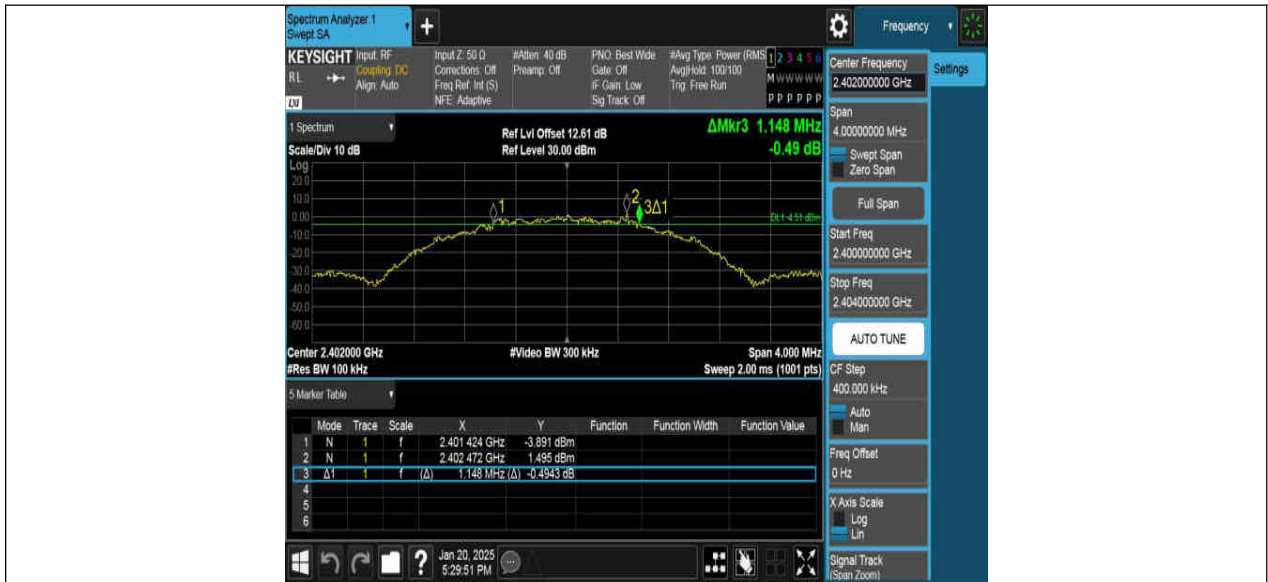 Spectrum Analyzer 1
Swept SA
+
Frequency
KEYSIGHT
RL
Input: RF
Coupling: DC
Align: Auto
Input Z: 50 Ω
Corrections: Off
Freq Ref: Int (S)
NFE: Adaptive
#Atten: 40 dB
Preamp: Off
PNO: Best Wide
Gate: Off
IF Gain: Low
Sig Track: Off
#Avg Type: Power (RMS
Avg|Hold: 100/100
Trig: Free Run
1 2 3 4 5 6
M W W W W W
P P P P P P
Center Frequency
2.402000000 GHz
Settings
1 Spectrum
Scale/Div 10 dB
Ref Lvl Offset 12.61 dB
Ref Level 30.00 dBm
ΔMkr3 1.148 MHz
-0.49 dB
Span
4.00000000 MHz
Swept Span
Zero Span
Full Span
Start Freq
2.400000000 GHz
Stop Freq
2.404000000 GHz
AUTO TUNE
CF Step
400.000 kHz
Auto
Man
Freq Offset
0 Hz
X Axis Scale
Log
Lin
Signal Track
(Span Zoom)
Log
20.0
10.0
0.00
-10.0
-20.0
-30.0
-40.0
-50.0
-60.0
1
2
3Δ1
DL1 -4.51 dBm
Center 2.402000 GHz
#Video BW 300 kHz
Span 4.000 MHz
#Res BW 100 kHz
Sweep 2.00 ms (1001 pts)
5 Marker Table
Mode Trace Scale X Y Function Function Width Function Value
1 N 1 f 2.401 424 GHz -3.891 dBm
2 N 1 f 2.402 472 GHz 1.495 dBm
3 Δ1 1 f (Δ) 1.148 MHz (Δ) -0.4943 dB
4
5
6
?
Jan 20, 2025
5:29:51 PM